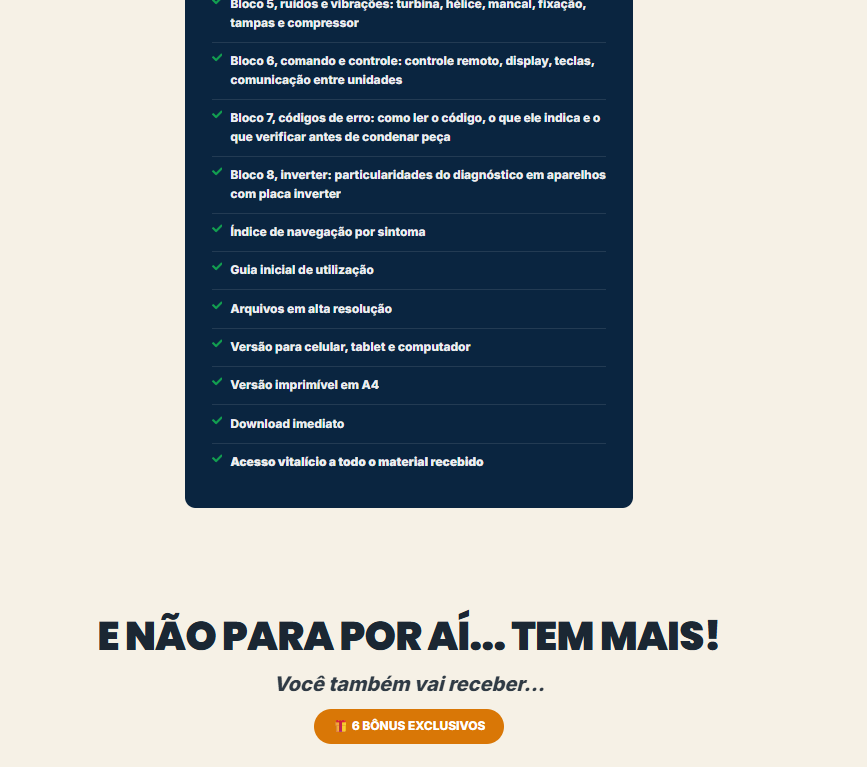 Bloco 5, ruídos e vibrações: turbina, hélice, mancal, fixação,
tampas e compressor
Bloco 6, comando e controle: controle remoto, display, teclas,
comunicação entre unidades
Bloco 7, códigos de erro: como ler o código, o que ele indica e o
que verificar antes de condenar peça
Bloco 8, inverter: particularidades do diagnóstico em aparelhos
com placa inverter
Índice de navegação por sintoma
Guia inicial de utilização
Arquivos em alta resolução
Versão para celular, tablet e computador
Versão imprimível em A4
Download imediato
Acesso vitalício a todo o material recebido
E NÃO PARA POR AÍ... TEM MAIS!
Você também vai receber...
6 BÔNUS EXCLUSIVOS